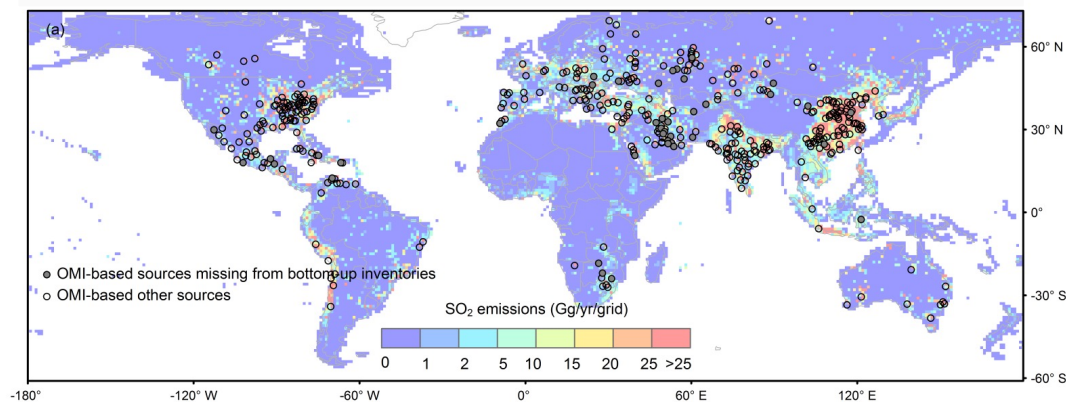 (a)
60° N
30° N
0°
-30° S
-60° S
OMI-based sources missing from bottom-up inventories
OMI-based other sources
SO₂ emissions (Gg/yr/grid)
0 1 2 5 10 15 20 25 >25
-180° -120° W -60° W 0° 60° E 120° E